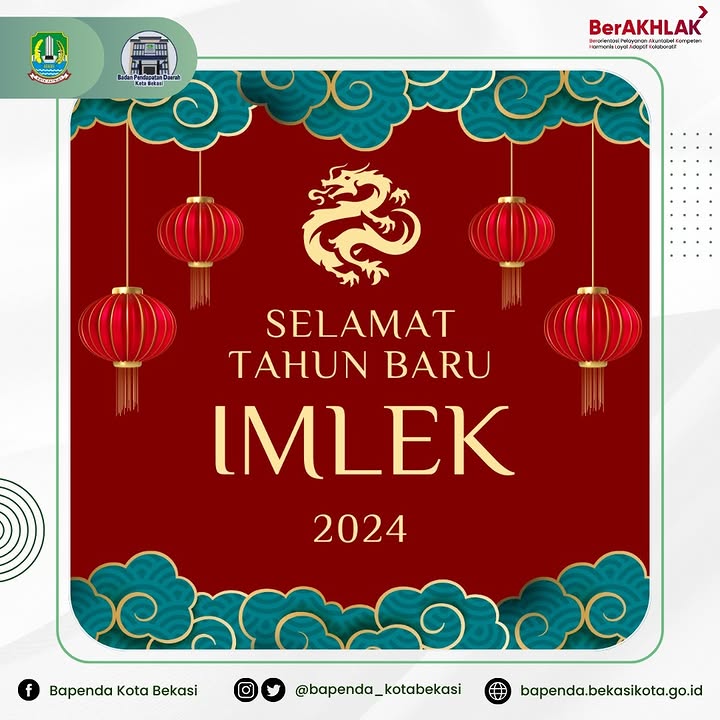 BerAKHLAK
Berorientasi Pelayanan Akuntabel Kompeten
Harmonis Loyal Adaptif Kolaboratif
Badan Pendapatan Daerah
Kota Bekasi
SELAMAT
TAHUN BARU
IMLEK
2024
Bapenda Kota Bekasi
@bapenda_kotabekasi
bapenda.bekasikota.go.id